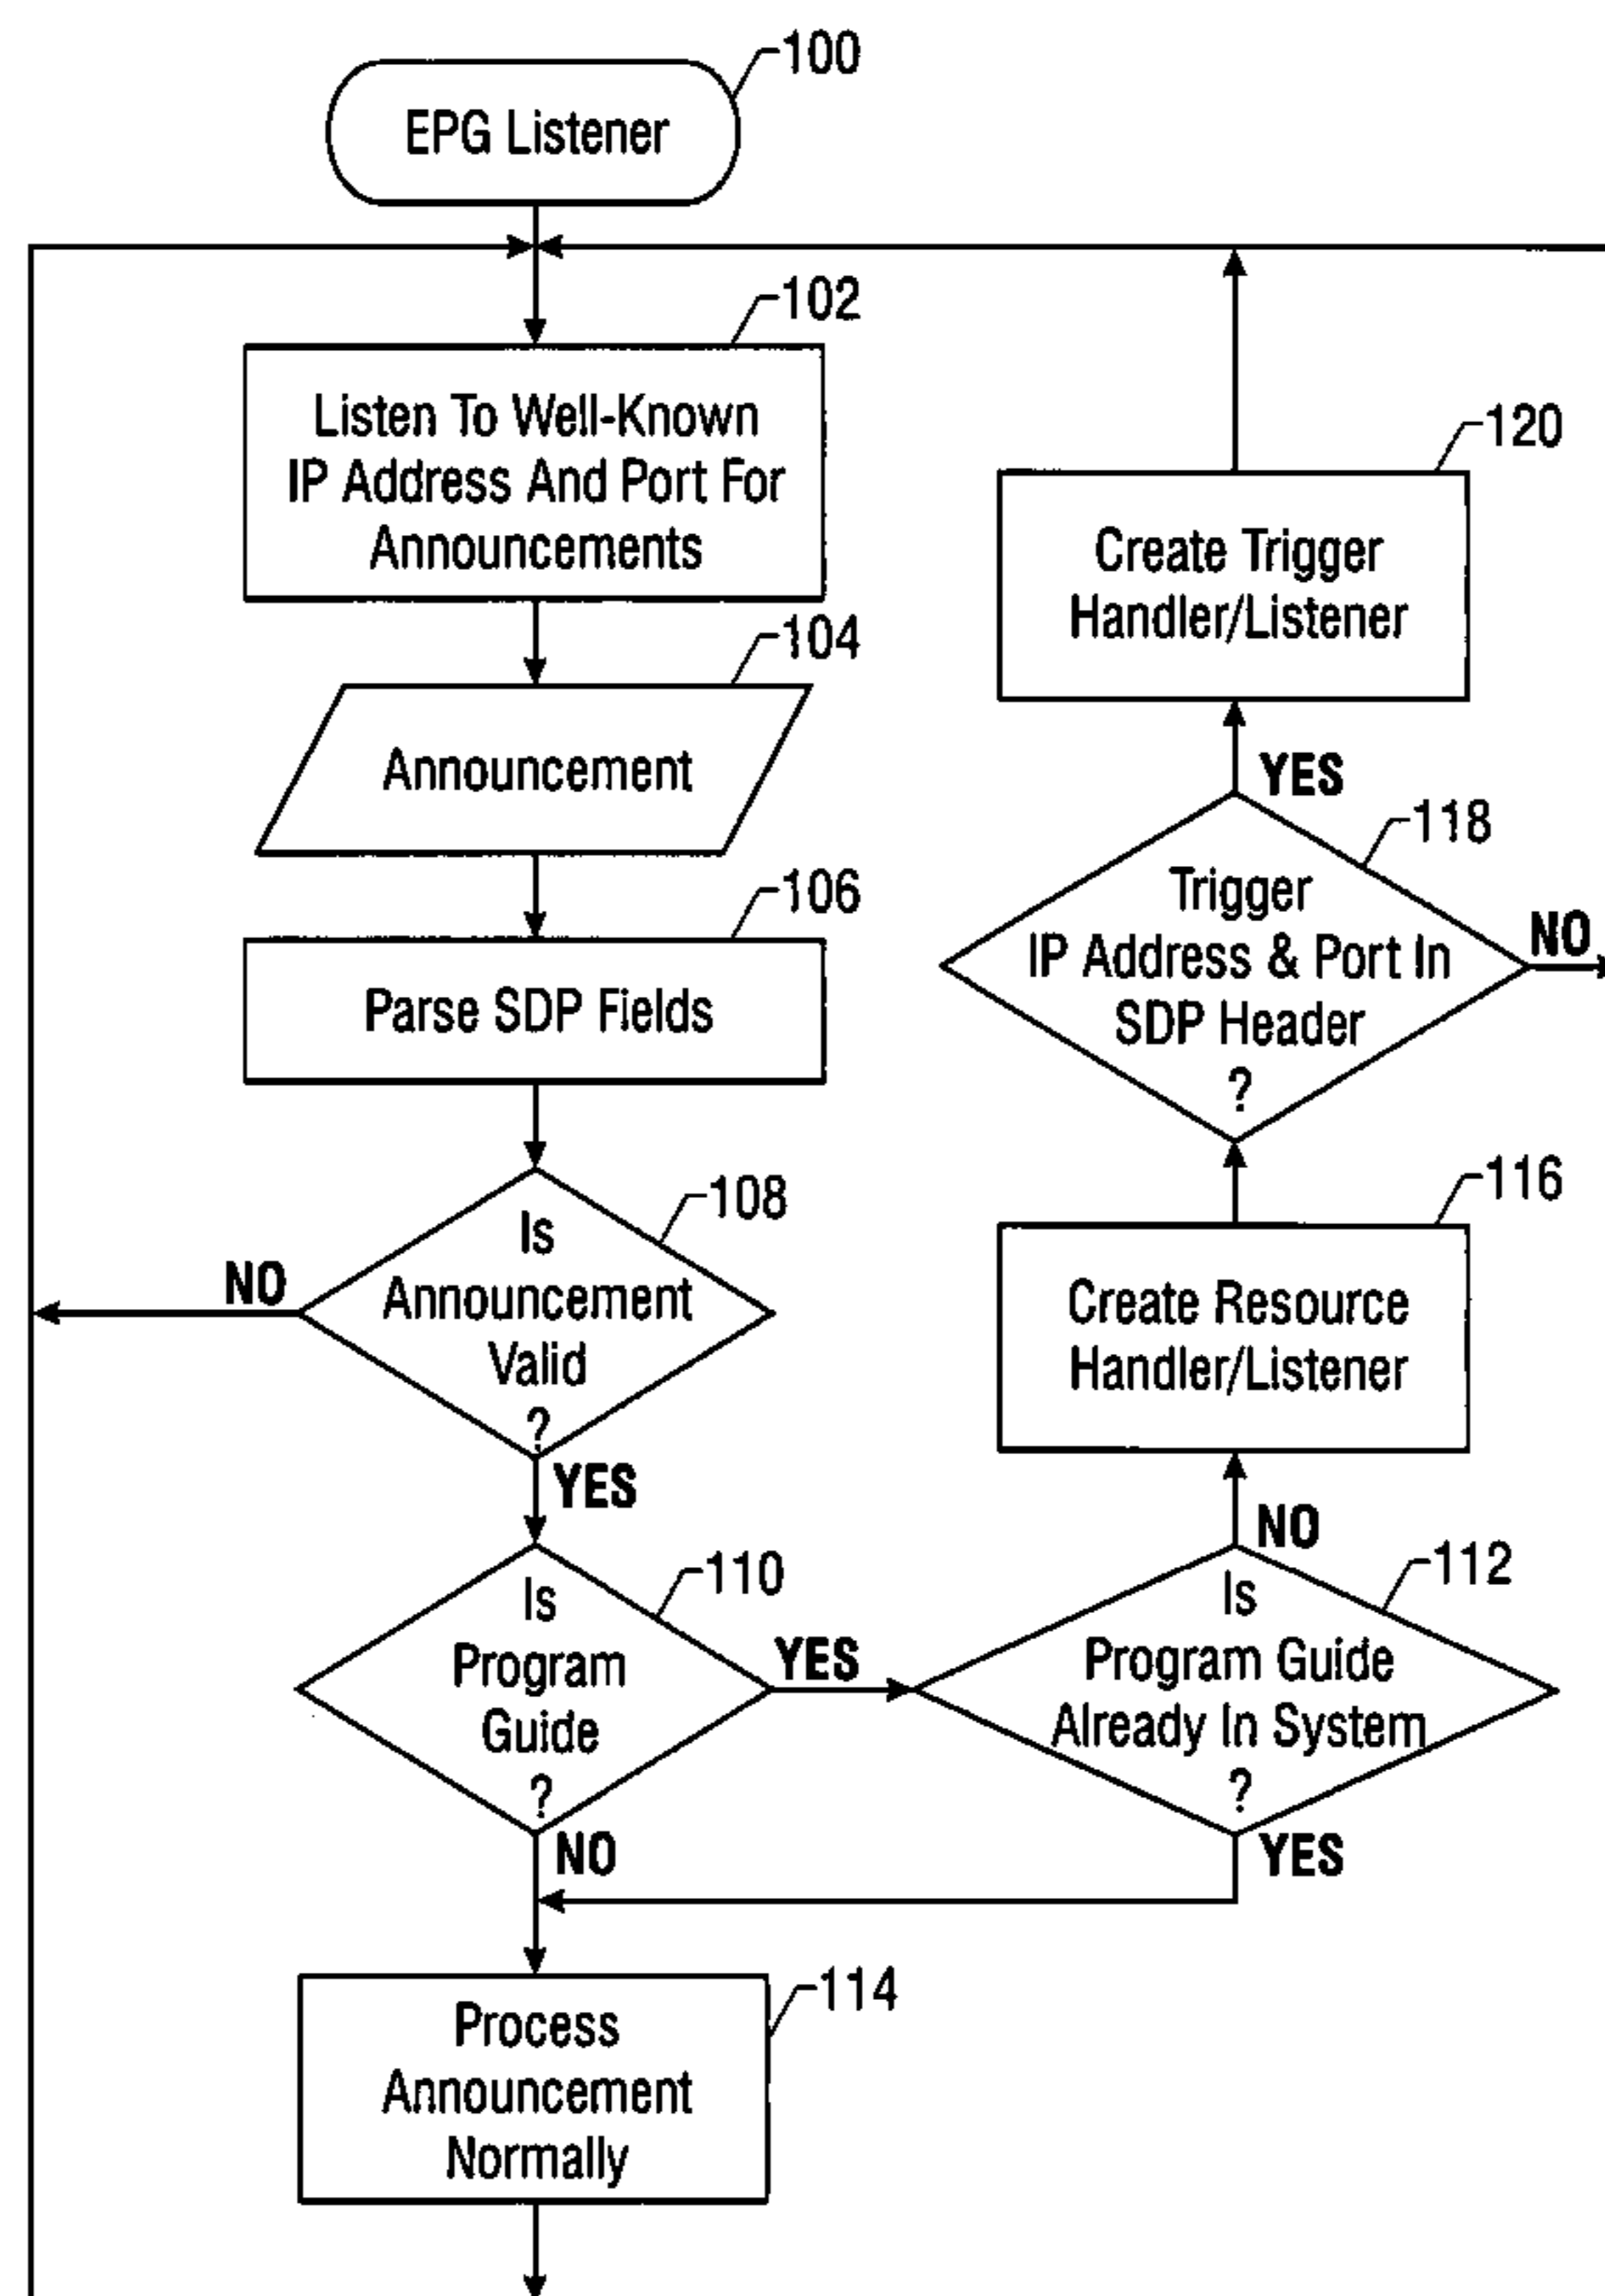 100
EPG Listener
102
Listen To Well-Known
IP Address And Port For
Announcements
104
Announcement
106
Parse SDP Fields
108
Is
Announcement
Valid
?
NO
YES
110
Is
Program
Guide
?
YES
NO
112
Is
Program Guide
Already In System
?
NO
YES
114
Process
Announcement
Normally
116
Create Resource
Handler/Listener
118
Trigger
IP Address & Port In
SDP Header
?
YES
NO
120
Create Trigger
Handler/Listener